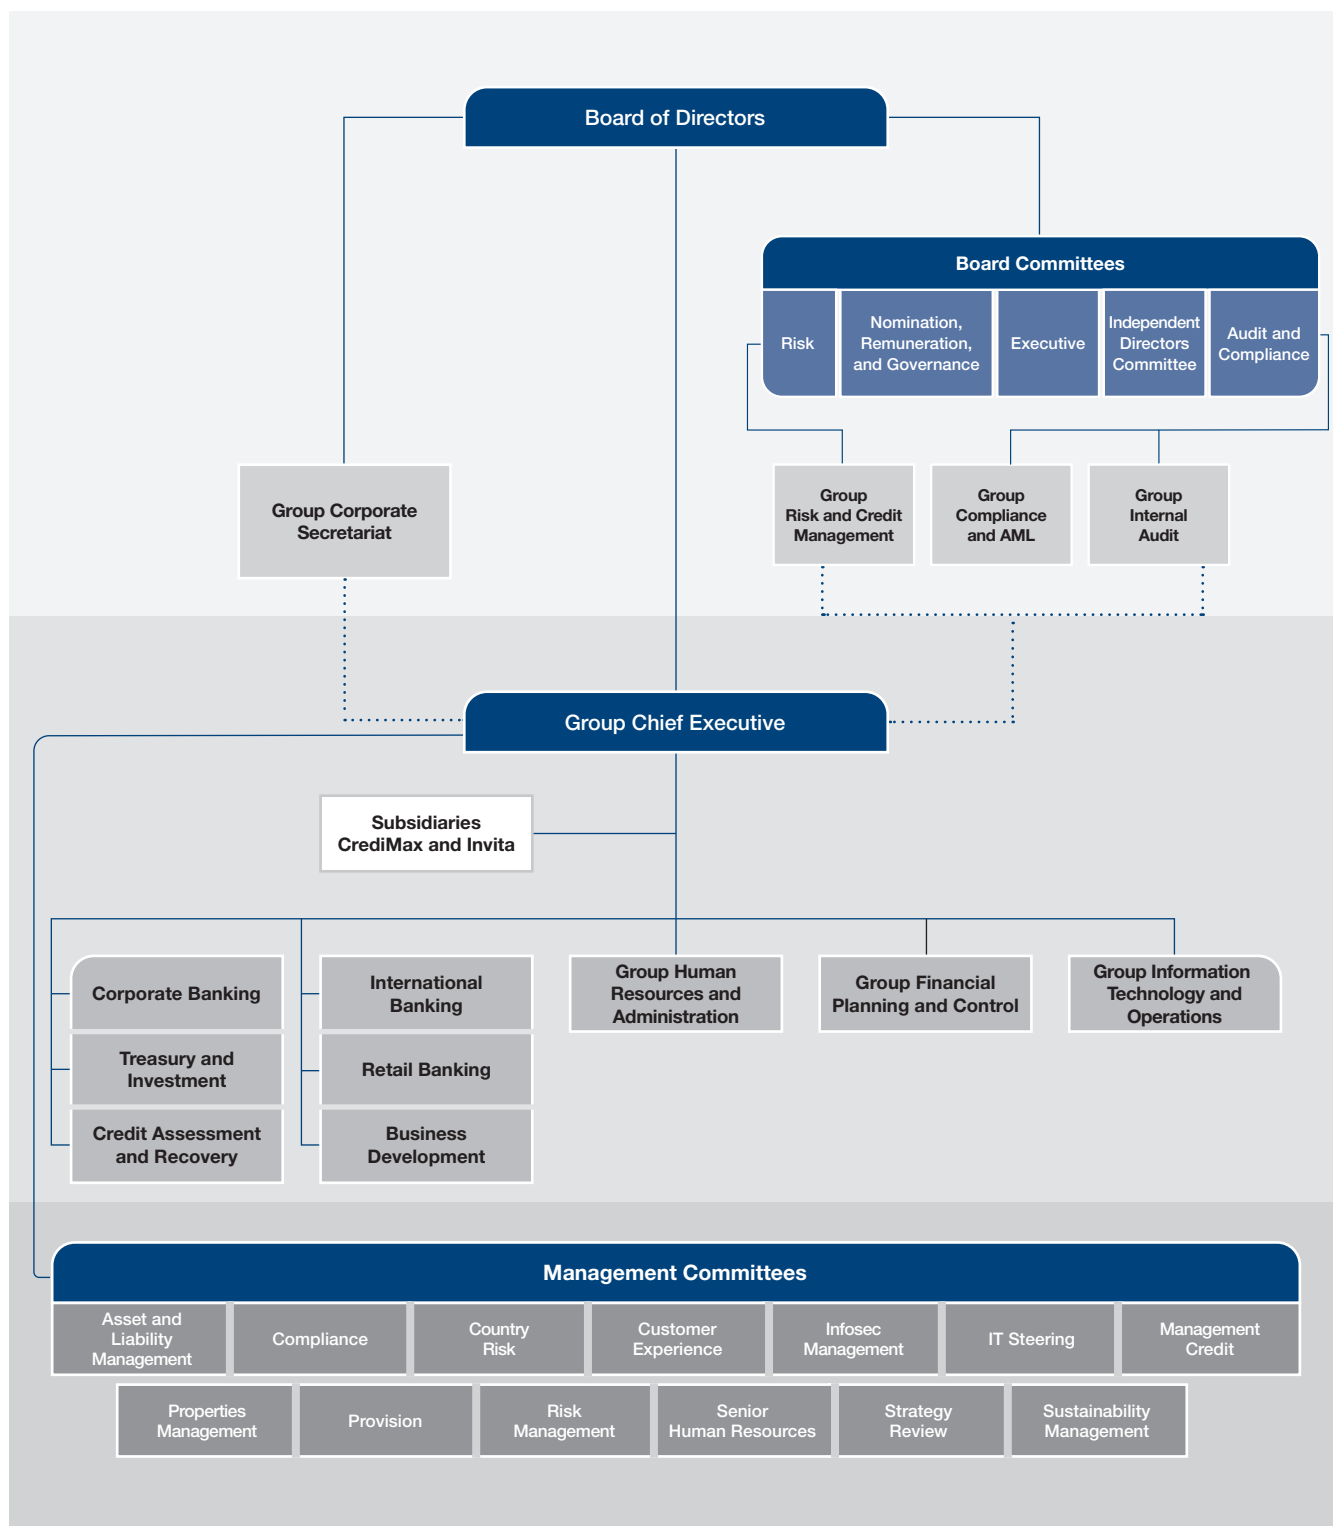 Board of Directors
Board Committees
Risk
Nomination,
Remuneration,
and Governance
Executive
Independent
Directors
Committee
Audit and
Compliance
Group Corporate
Secretariat
Group
Risk and Credit
Management
Group
Compliance
and AML
Group
Internal
Audit
Group Chief Executive
Subsidiaries
CrediMax and Invita
Corporate Banking
International
Banking
Group Human
Resources and
Administration
Group Financial
Planning and Control
Group Information
Technology and
Operations
Treasury and
Investment
Retail Banking
Credit Assessment
and Recovery
Business
Development
Management Committees
Asset and
Liability
Management
Compliance
Country
Risk
Customer
Experience
Infosec
Management
IT Steering
Management
Credit
Properties
Management
Provision
Risk
Management
Senior
Human Resources
Strategy
Review
Sustainability
Management